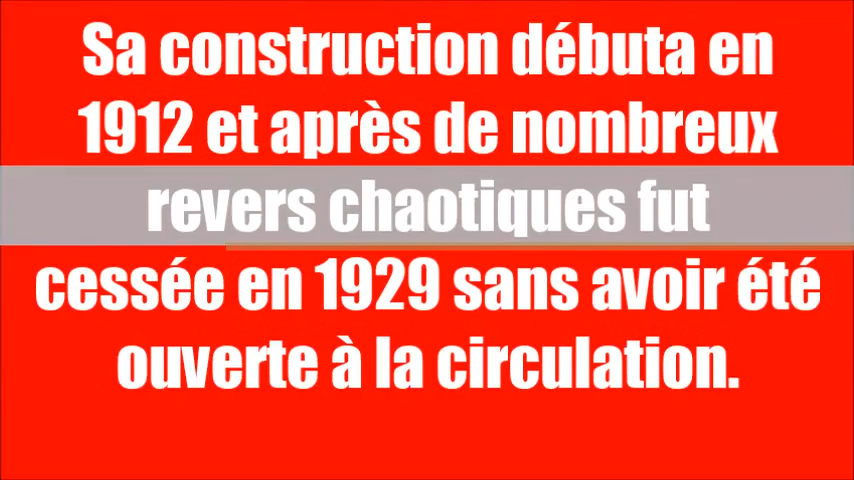 Sa construction débuta en
1912 et après de nombreux
revers chaotiques fut
cessée en 1929 sans avoir été
ouverte à la circulation.